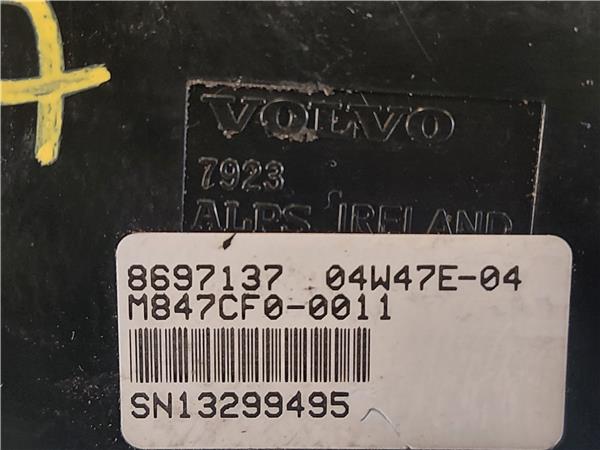 VOLVO
7923
ALPS IRELAND
8697137 04W47E-04
M847CF0-0011
SN13299495